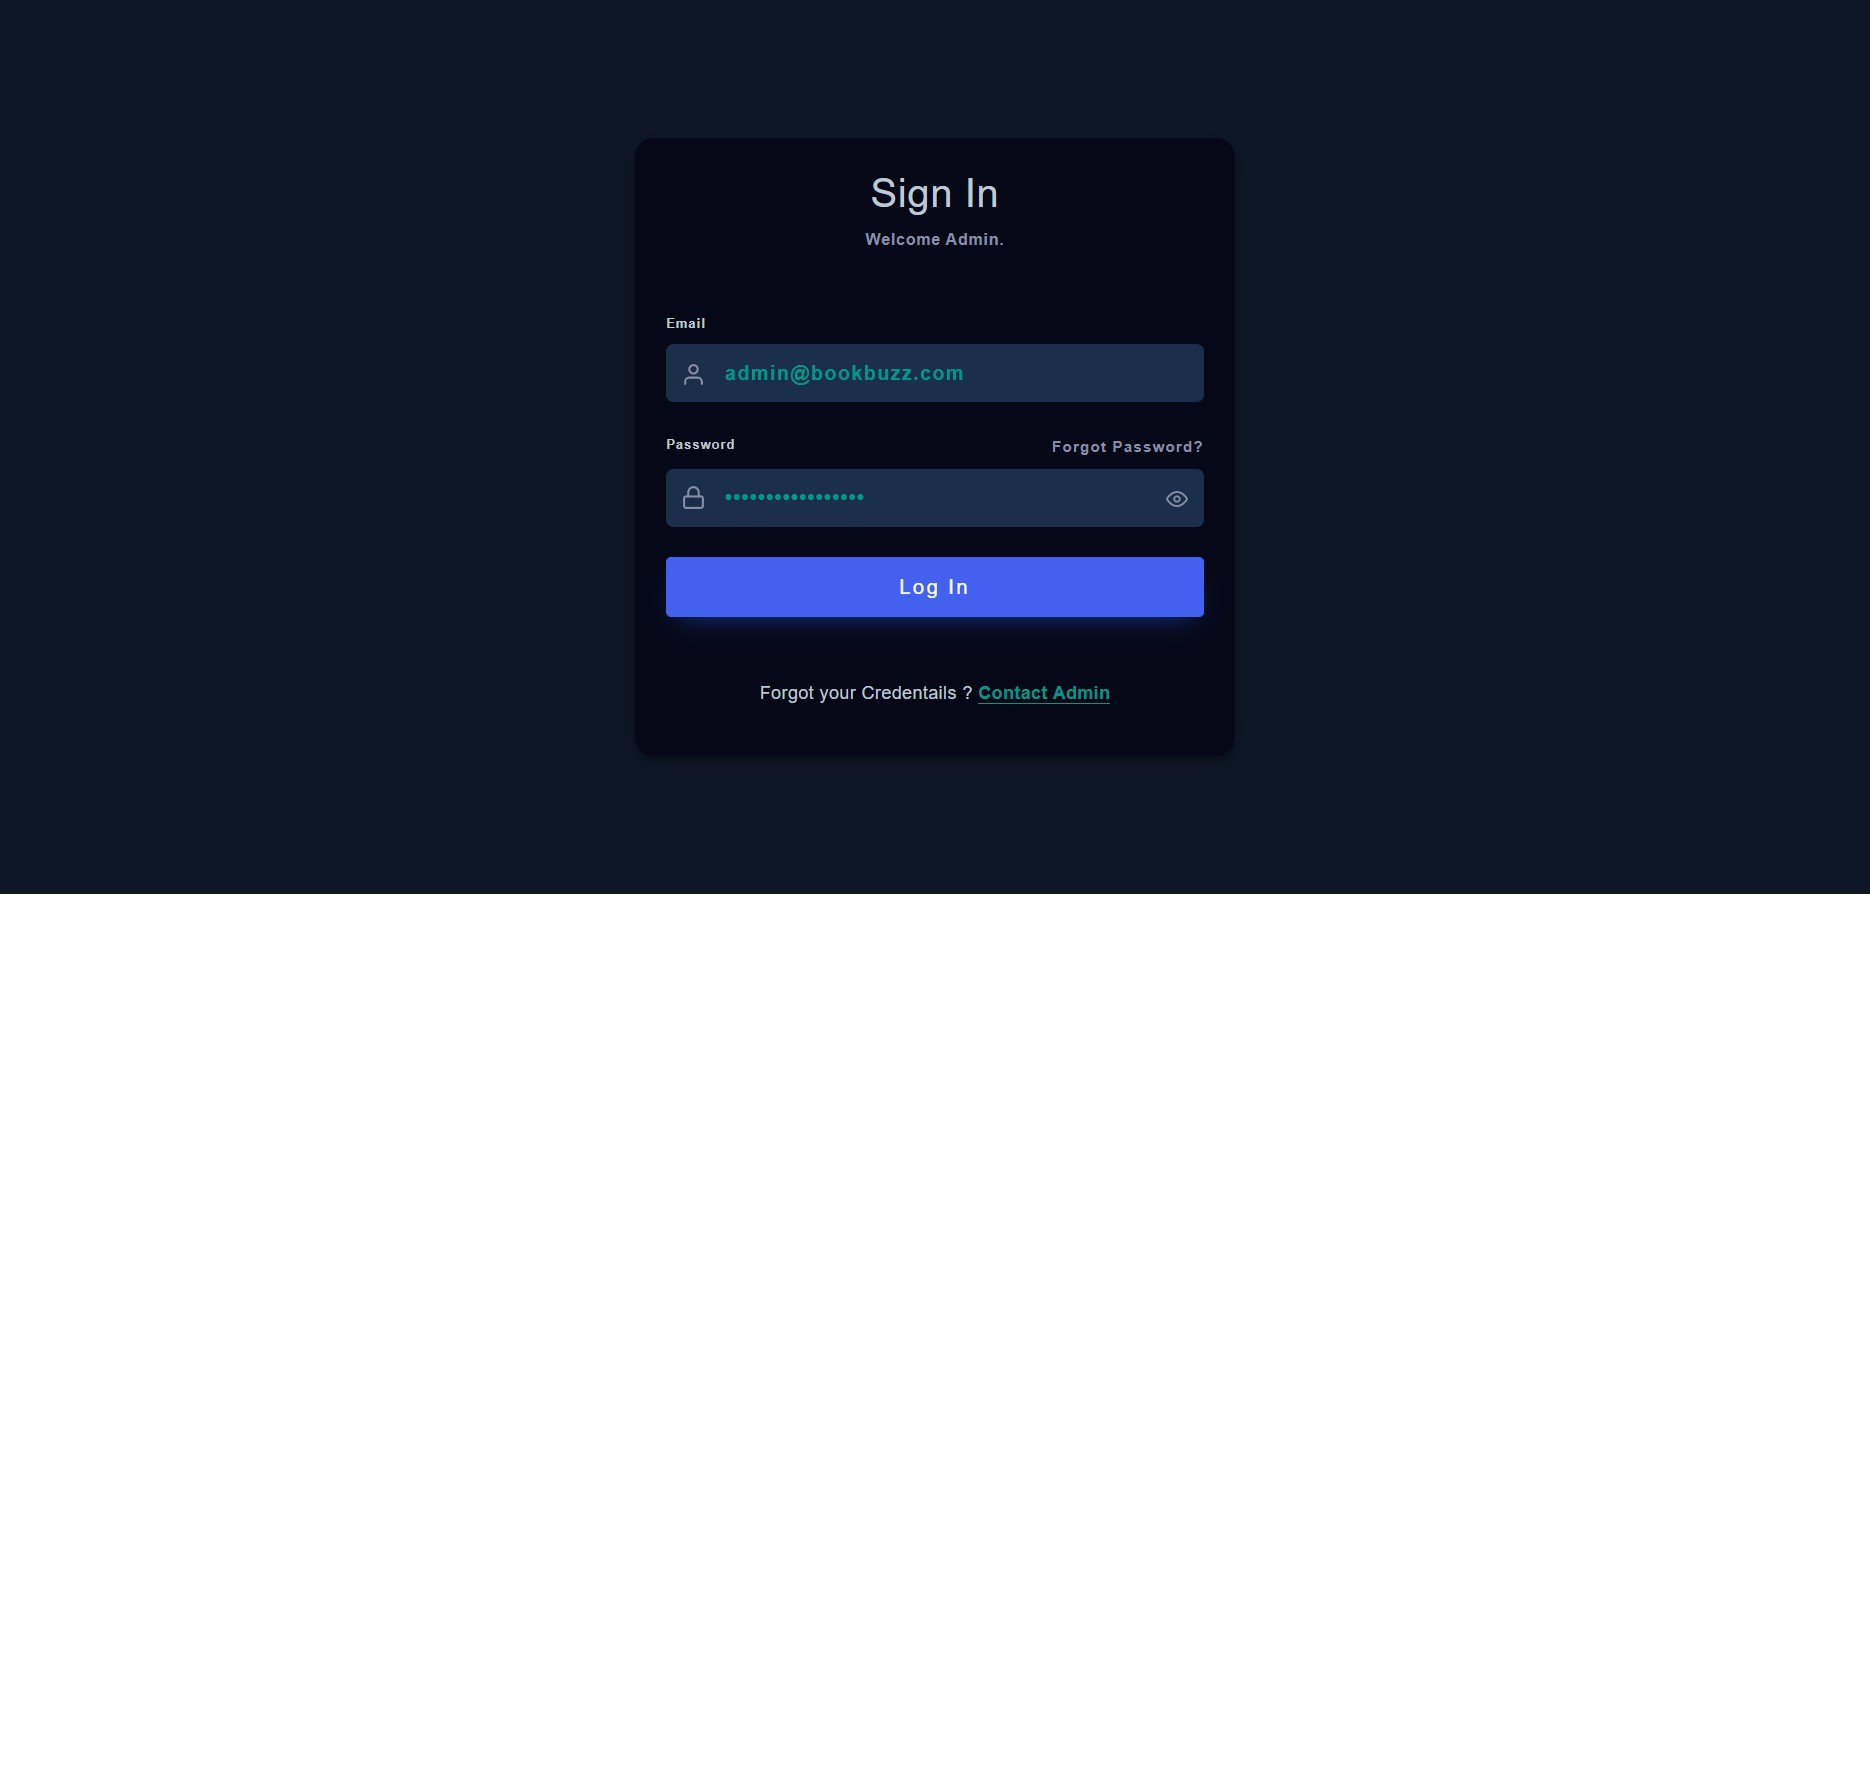 Sign In
Welcome Admin.
Email
admin@bookbuzz.com
Password Forgot Password?
•••••••••••••••••
Log In
Forgot your Credentails ? Contact Admin